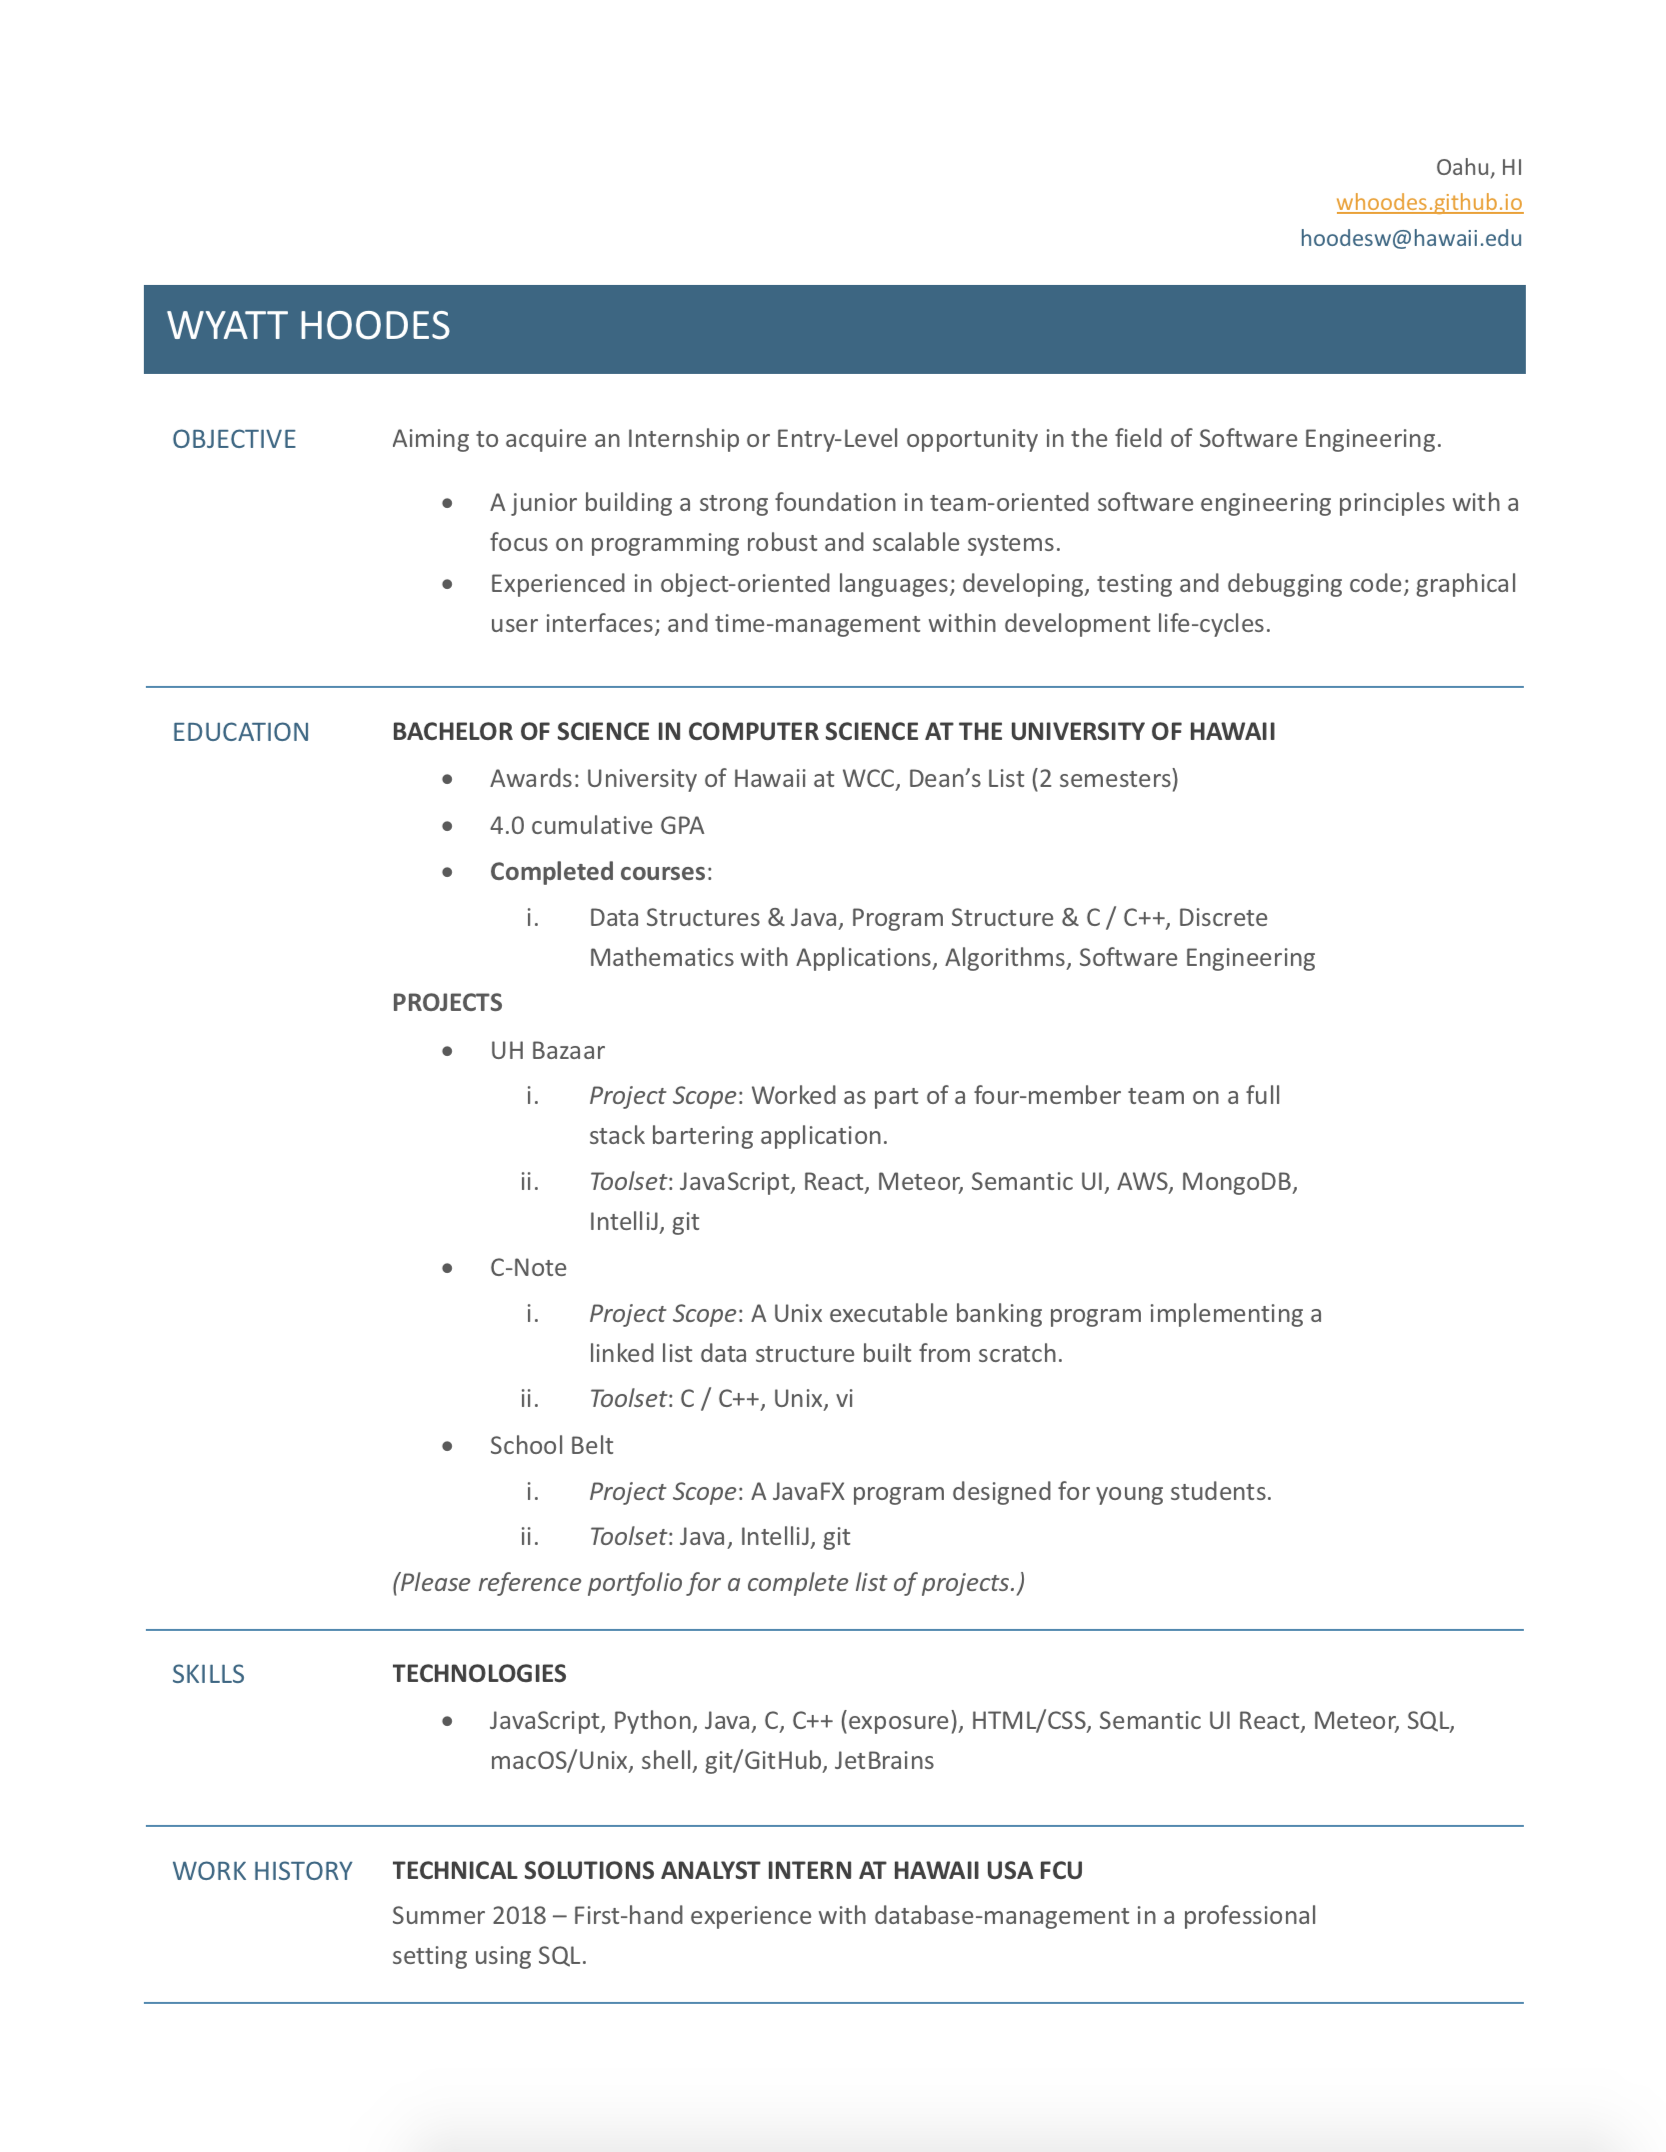 Oahu, HI
whoodes.github.io
hoodesw@hawaii.edu
WYATT HOODES
OBJECTIVE
Aiming to acquire an Internship or Entry-Level opportunity in the field of Software Engineering.
• A junior building a strong foundation in team-oriented software engineering principles with a
focus on programming robust and scalable systems.
• Experienced in object-oriented languages; developing, testing and debugging code; graphical
user interfaces; and time-management within development life-cycles.
EDUCATION
BACHELOR OF SCIENCE IN COMPUTER SCIENCE AT THE UNIVERSITY OF HAWAII
• Awards: University of Hawaii at WCC, Dean’s List (2 semesters)
• 4.0 cumulative GPA
• Completed courses:
i. Data Structures & Java, Program Structure & C / C++, Discrete
Mathematics with Applications, Algorithms, Software Engineering
PROJECTS
• UH Bazaar
i. Project Scope: Worked as part of a four-member team on a full
stack bartering application.
ii. Toolset: JavaScript, React, Meteor, Semantic UI, AWS, MongoDB,
IntelliJ, git
• C-Note
i. Project Scope: A Unix executable banking program implementing a
linked list data structure built from scratch.
ii. Toolset: C / C++, Unix, vi
• School Belt
i. Project Scope: A JavaFX program designed for young students.
ii. Toolset: Java, IntelliJ, git
(Please reference portfolio for a complete list of projects.)
SKILLS
TECHNOLOGIES
• JavaScript, Python, Java, C, C++ (exposure), HTML/CSS, Semantic UI React, Meteor, SQL,
macOS/Unix, shell, git/GitHub, JetBrains
WORK HISTORY
TECHNICAL SOLUTIONS ANALYST INTERN AT HAWAII USA FCU
Summer 2018 – First-hand experience with database-management in a professional
setting using SQL.